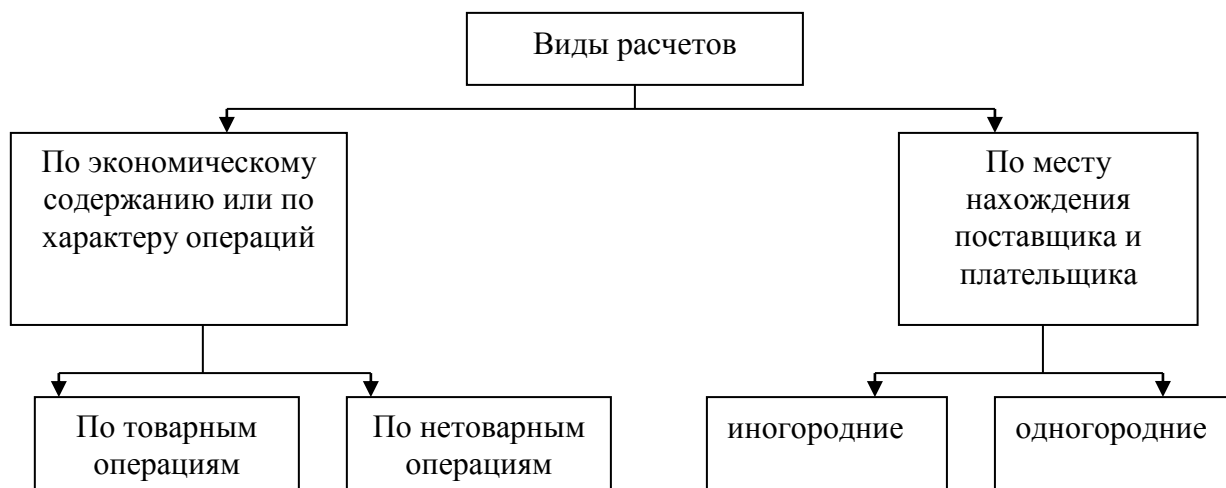 Виды расчетов
По экономическому
содержанию или по
характеру операций
По месту
нахождения
поставщика и
плательщика
По товарным
операциям
По нетоварным
операциям
иногородние
одногородние